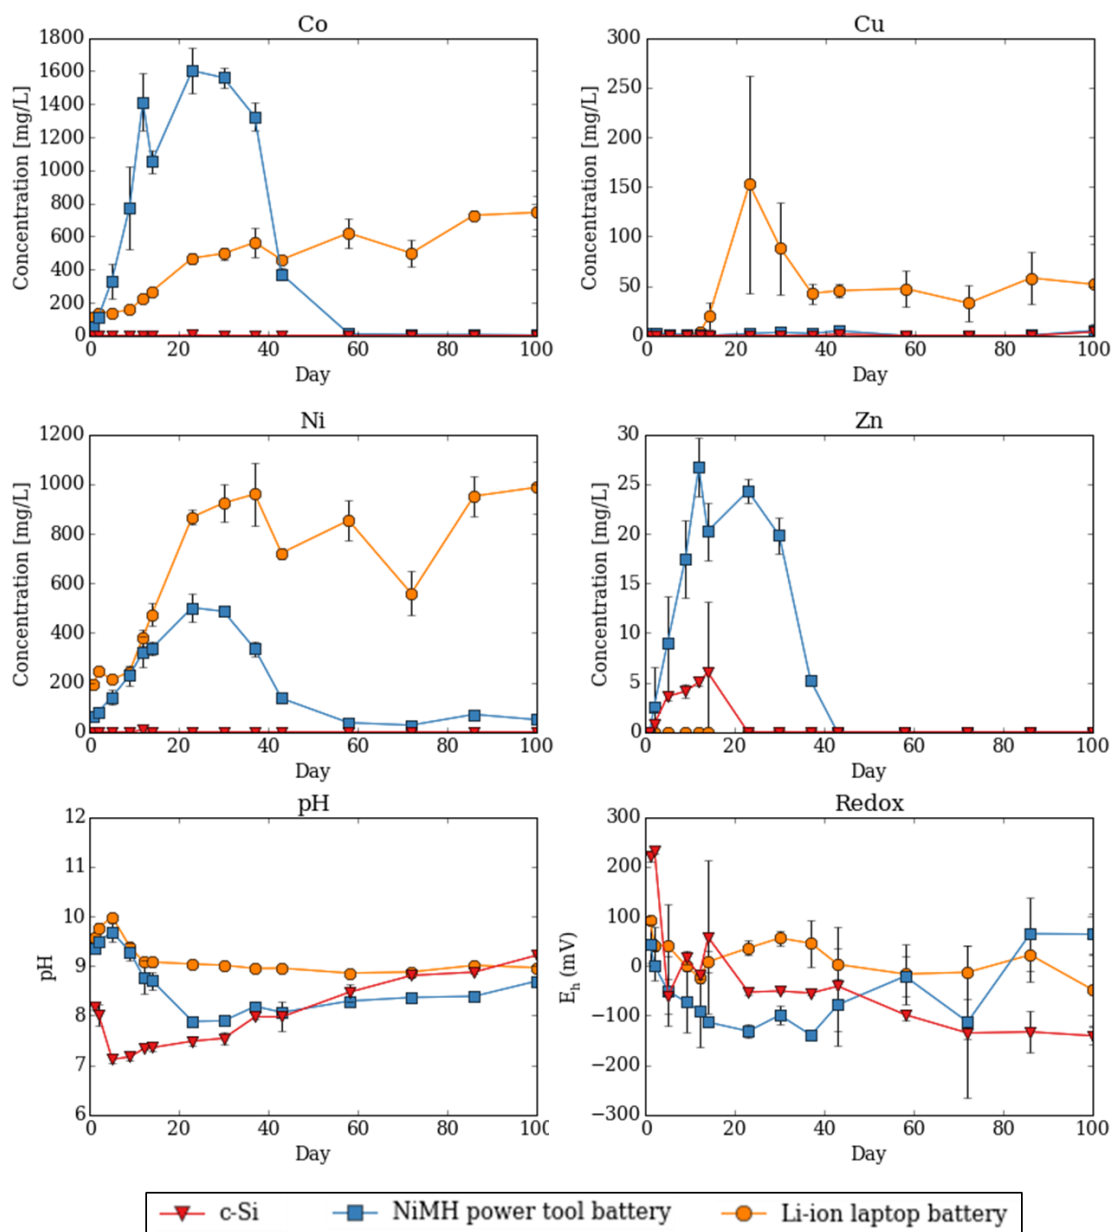 Co
Cu
1800
1600
1400
1200
1000
800
600
400
200
0
Concentration [mg/L]
0 20 40 60 80 100
Day
300
250
200
150
100
50
0
Concentration [mg/L]
0 20 40 60 80 100
Day
Ni
Zn
1200
1000
800
600
400
200
0
Concentration [mg/L]
0 20 40 60 80 100
Day
30
25
20
15
10
5
0
Concentration [mg/L]
0 20 40 60 80 100
Day
pH
Redox
12
11
10
9
8
7
6
pH
0 20 40 60 80 100
Day
300
200
100
0
−100
−200
−300
Eh (mV)
0 20 40 60 80 100
Day
c-Si NiMH power tool battery Li-ion laptop battery